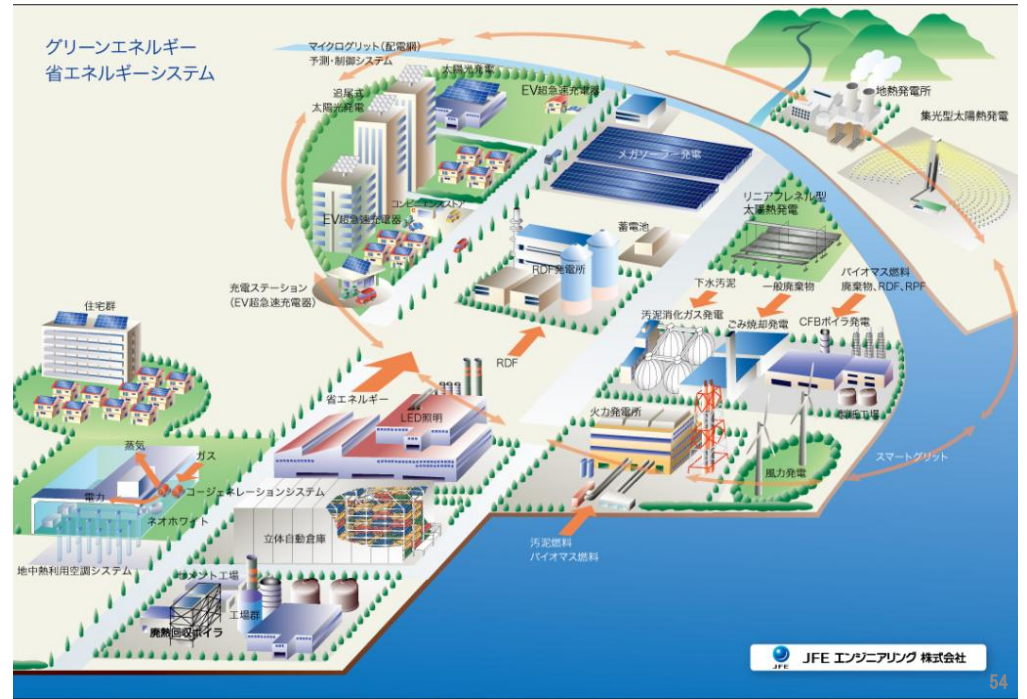 グリーンエネルギー
省エネルギーシステム
マイクログリット(配電網)
予測・制御システム
太陽光発電
追尾式
太陽光発電
EV超急速充電器
地熱発電所
集光型太陽熱発電
メガソーラー発電
リニアフレネル型
太陽熱発電
コンビニエンスストア
EV超急速充電器
蓄電池
RDF発電所
充電ステーション
(EV超急速充電器)
下水汚泥
一般廃棄物
バイオマス燃料
廃棄物、RDF、RPF
住宅群
汚泥消化ガス発電
ごみ焼却発電
CFBボイラ発電
RDF
省エネルギー
LED照明
火力発電所
風力発電
スマートグリット
蒸気
ガス
電力
コージェネレーションシステム
ネオホワイト
立体自動倉庫
汚泥燃料
バイオマス燃料
地中熱利用空調システム
セメント工場
工場群
廃熱回収ボイラ
JFE
JFE エンジニアリング 株式会社
54